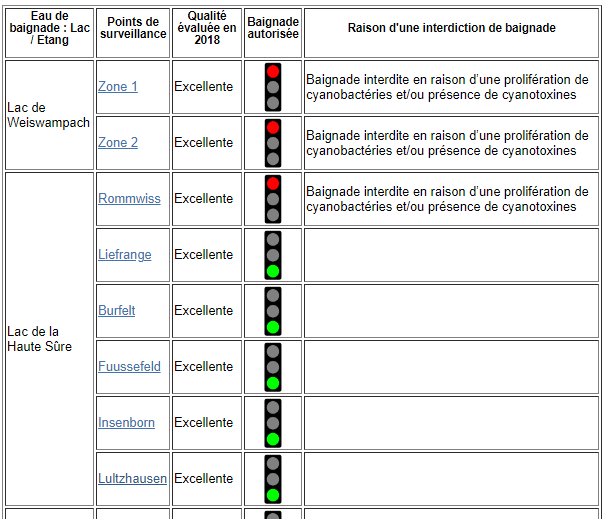 Eau de
baignade : Lac
/ Etang
Points de
surveillance
Qualité
évaluée en
2018
Baignade
autorisée
Raison d'une interdiction de baignade
Lac de
Weiswampach
Zone 1
Excellente
Baignade interdite en raison d'une prolifération de
cyanobactéries et/ou présence de cyanotoxines
Zone 2
Excellente
Baignade interdite en raison d'une prolifération de
cyanobactéries et/ou présence de cyanotoxines
Lac de la
Haute Sûre
Rommwiss
Excellente
Baignade interdite en raison d'une prolifération de
cyanobactéries et/ou présence de cyanotoxines
Liefrange
Excellente
Burfelt
Excellente
Fuussefeld
Excellente
Insenborn
Excellente
Lultzhausen
Excellente